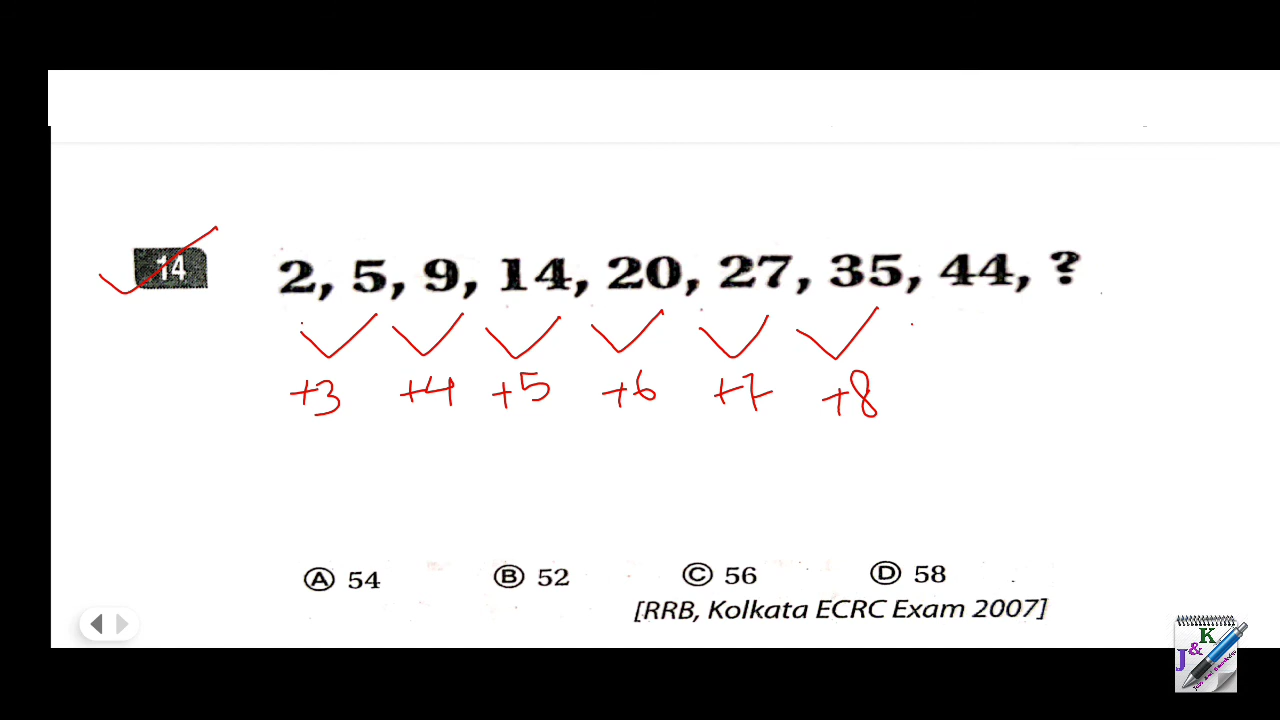 14 2, 5, 9, 14, 20, 27, 35, 44, ?
+3 +4 +5 +6 +7 +8
Ⓐ 54 Ⓑ 52 Ⓒ 56 Ⓓ 58
[RRB, Kolkata ECRC Exam 2007]
J&K